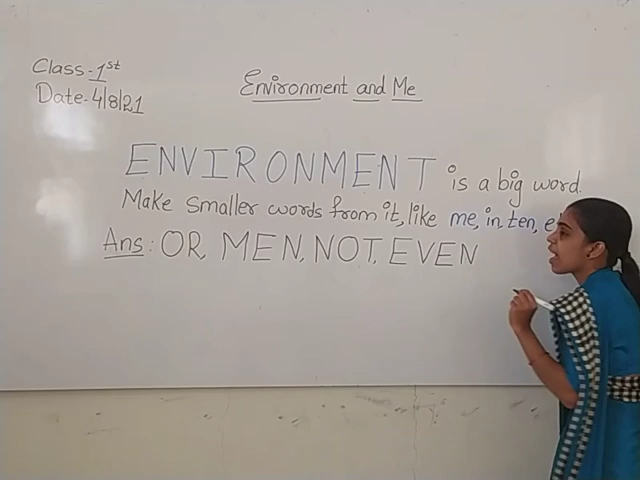 Class-1st
Environment and Me
Date-4/8/21
ENVIRONMENT is a big word.
Make smaller words from it, like me, in, ten,
Ans: OR, MEN, NOT, EVEN